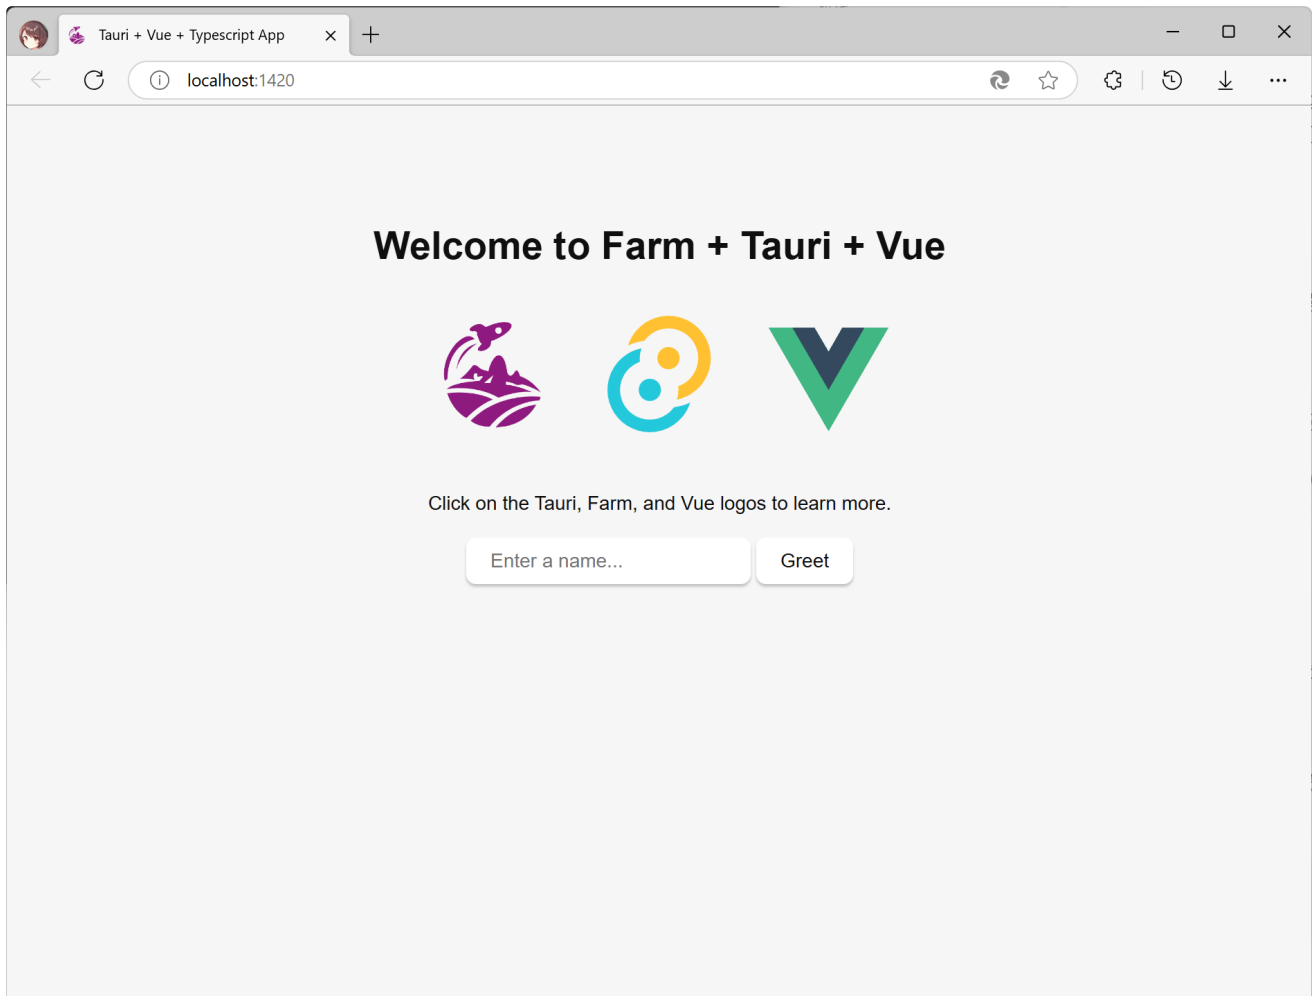 Tauri + Vue + Typescript App
localhost:1420
Welcome to Farm + Tauri + Vue
Click on the Tauri, Farm, and Vue logos to learn more.
Enter a name...
Greet